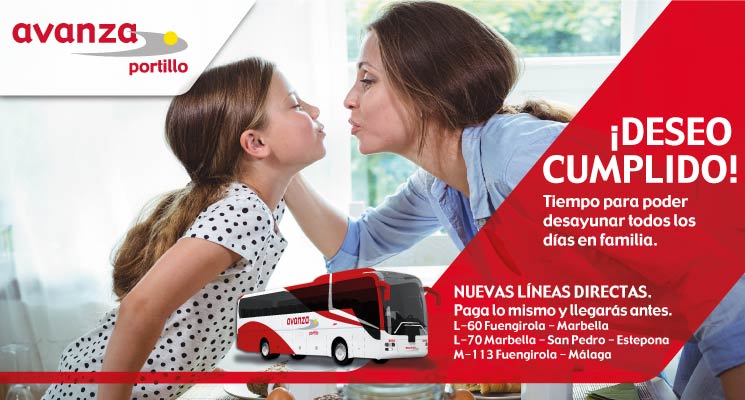 avanza
portillo
¡DESEO
CUMPLIDO!
Tiempo para poder
desayunar todos los
días en familia.
NUEVAS LÍNEAS DIRECTAS.
Paga lo mismo y llegarás antes.
L-60 Fuengirola - Marbella
L-70 Marbella - San Pedro - Estepona
M-113 Fuengirola - Málaga
avanza